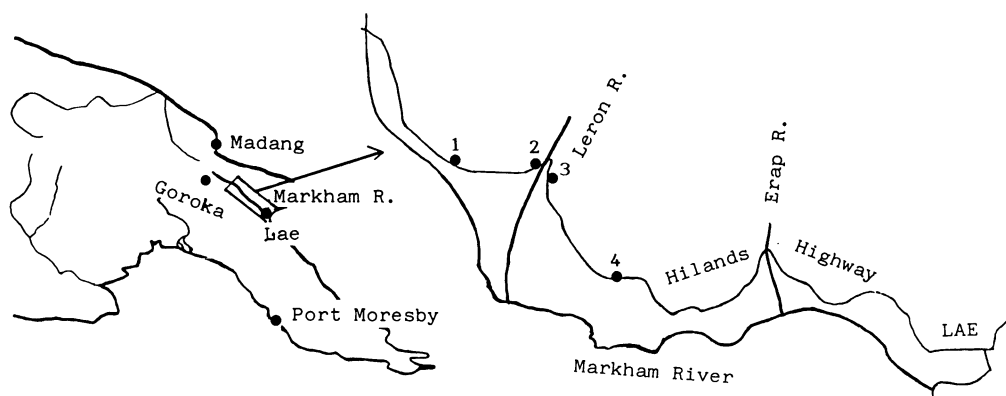 Madang
Goroka
Markham R.
Lae
Port Moresby
1
2
3
Leron R.
4
Hilands Highway
Erap R.
LAE
Markham River